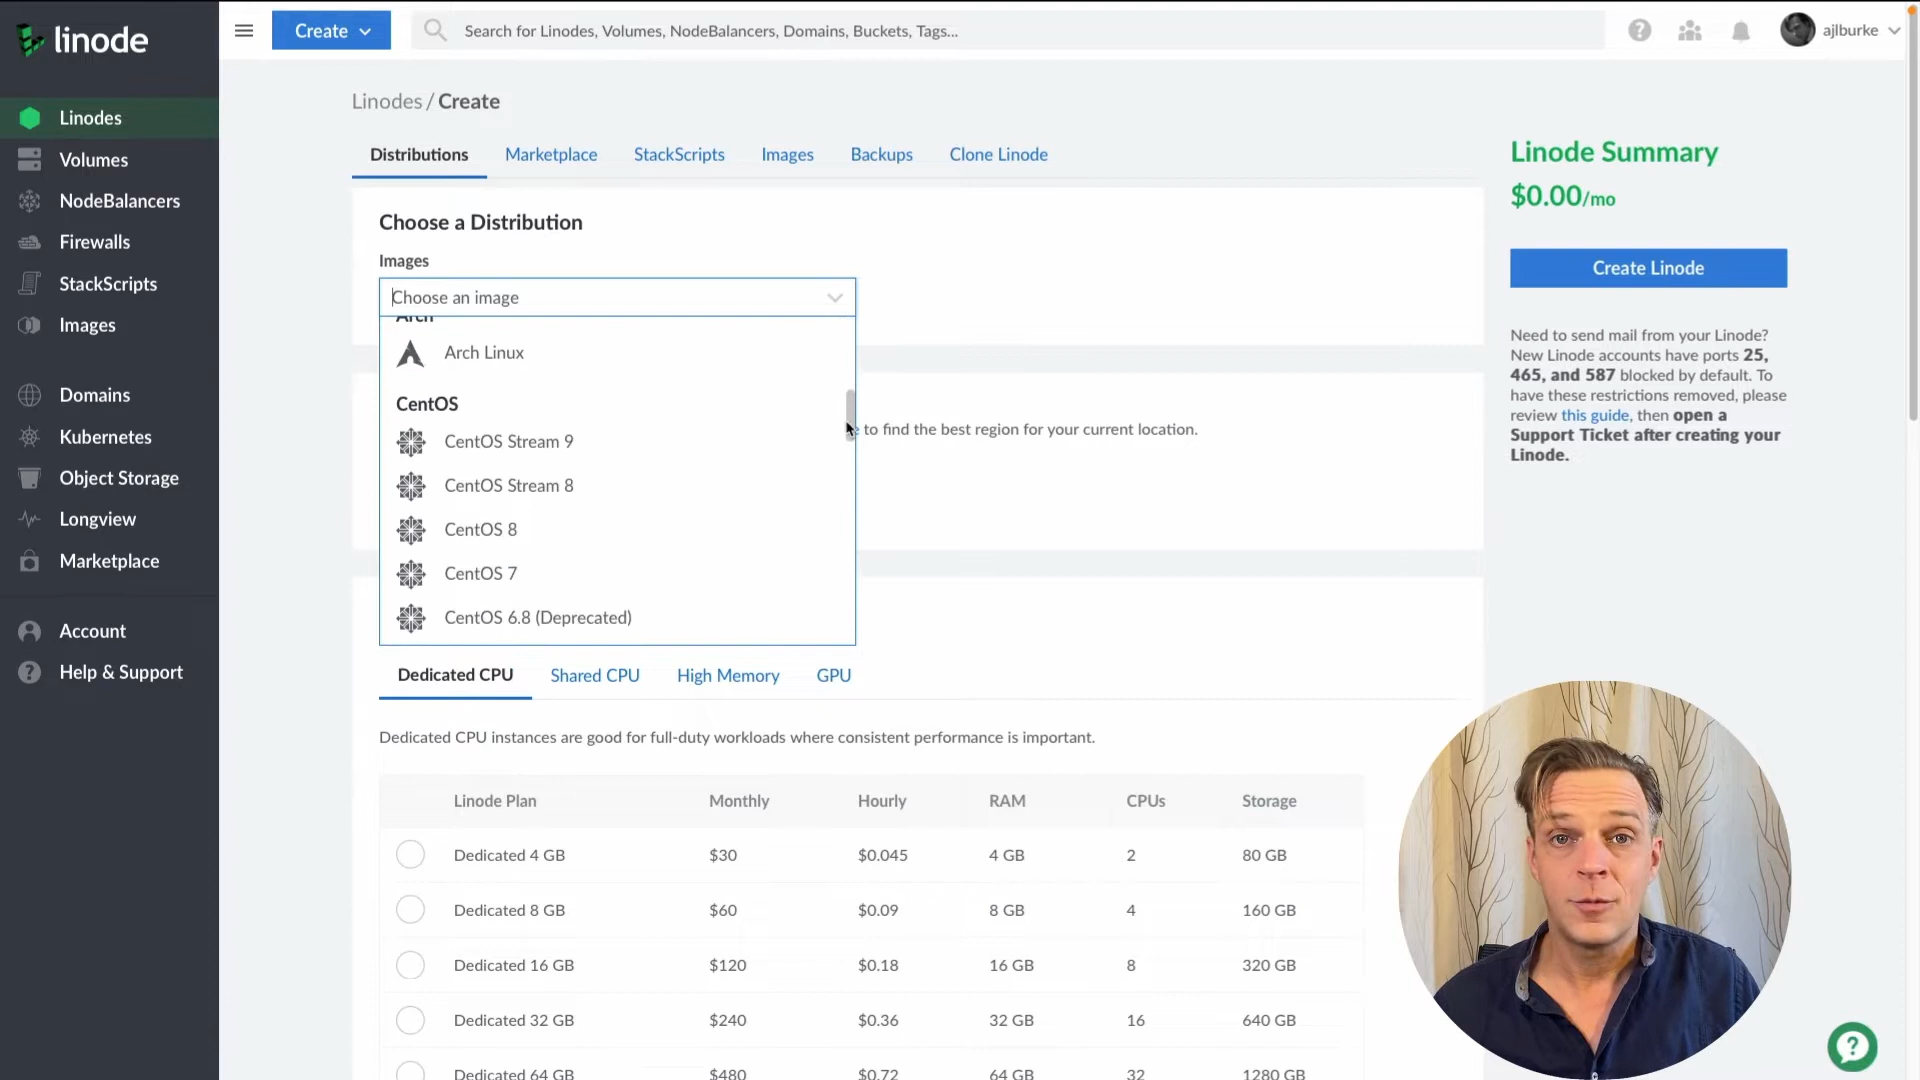 linode
Create
Search for Linodes, Volumes, NodeBalancers, Domains, Buckets, Tags...
ajlburke
Linodes
Volumes
NodeBalancers
Firewalls
StackScripts
Images
Domains
Kubernetes
Object Storage
Longview
Marketplace
Account
Help & Support
Linodes / Create
Distributions Marketplace StackScripts Images Backups Clone Linode
Choose a Distribution
Images
Choose an image
Arch
Arch Linux
CentOS
CentOS Stream 9
CentOS Stream 8
CentOS 8
CentOS 7
CentOS 6.8 (Deprecated)
to find the best region for your current location.
Dedicated CPU Shared CPU High Memory GPU
Dedicated CPU instances are good for full-duty workloads where consistent performance is important.
Linode Plan Monthly Hourly RAM CPUs Storage
Dedicated 4 GB $30 $0.045 4 GB 2 80 GB
Dedicated 8 GB $60 $0.09 8 GB 4 160 GB
Dedicated 16 GB $120 $0.18 16 GB 8 320 GB
Dedicated 32 GB $240 $0.36 32 GB 16 640 GB
Dedicated 64 GB $480 $0.72 64 GB 32 1280 GB
Linode Summary
$0.00/mo
Create Linode
Need to send mail from your Linode?
New Linode accounts have ports 25,
465, and 587 blocked by default. To
have these restrictions removed, please
review this guide, then open a
Support Ticket after creating your
Linode.